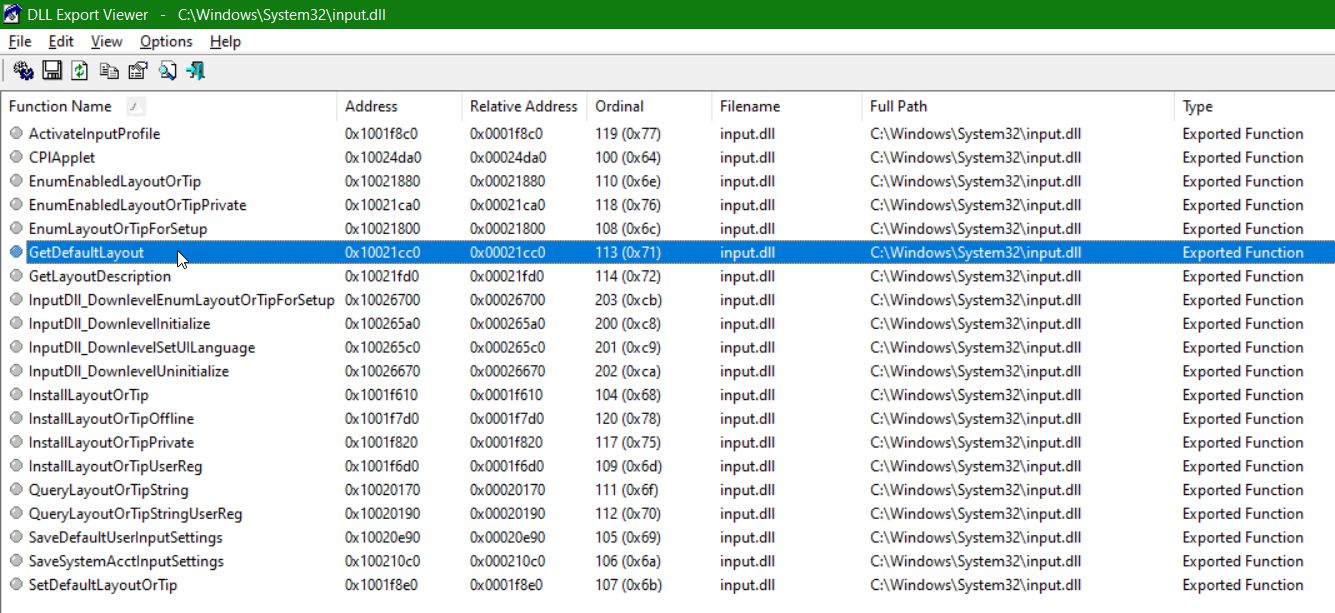 DLL Export Viewer - C:\Windows\System32\input.dll
File Edit View Options Help
Function Name / Address Relative Address Ordinal Filename Full Path Type
ActivateInputProfile 0x1001f8c0 0x0001f8c0 119 (0x77) input.dll C:\Windows\System32\input.dll Exported Function
CPlApplet 0x10024da0 0x00024da0 100 (0x64) input.dll C:\Windows\System32\input.dll Exported Function
EnumEnabledLayoutOrTip 0x10021880 0x00021880 110 (0x6e) input.dll C:\Windows\System32\input.dll Exported Function
EnumEnabledLayoutOrTipPrivate 0x10021ca0 0x00021ca0 118 (0x76) input.dll C:\Windows\System32\input.dll Exported Function
EnumLayoutOrTipForSetup 0x10021800 0x00021800 108 (0x6c) input.dll C:\Windows\System32\input.dll Exported Function
GetDefaultLayout 0x10021cc0 0x00021cc0 113 (0x71) input.dll C:\Windows\System32\input.dll Exported Function
GetLayoutDescription 0x10021fd0 0x00021fd0 114 (0x72) input.dll C:\Windows\System32\input.dll Exported Function
InputDll_DownlevelEnumLayoutOrTipForSetup 0x10026700 0x00026700 203 (0xcb) input.dll C:\Windows\System32\input.dll Exported Function
InputDll_DownlevelInitialize 0x100265a0 0x000265a0 200 (0xc8) input.dll C:\Windows\System32\input.dll Exported Function
InputDll_DownlevelSetUILanguage 0x100265c0 0x000265c0 201 (0xc9) input.dll C:\Windows\System32\input.dll Exported Function
InputDll_DownlevelUninitialize 0x10026670 0x00026670 202 (0xca) input.dll C:\Windows\System32\input.dll Exported Function
InstallLayoutOrTip 0x1001f610 0x0001f610 104 (0x68) input.dll C:\Windows\System32\input.dll Exported Function
InstallLayoutOrTipOffline 0x1001f7d0 0x0001f7d0 120 (0x78) input.dll C:\Windows\System32\input.dll Exported Function
InstallLayoutOrTipPrivate 0x1001f820 0x0001f820 117 (0x75) input.dll C:\Windows\System32\input.dll Exported Function
InstallLayoutOrTipUserReg 0x1001f6d0 0x0001f6d0 109 (0x6d) input.dll C:\Windows\System32\input.dll Exported Function
QueryLayoutOrTipString 0x10020170 0x00020170 111 (0x6f) input.dll C:\Windows\System32\input.dll Exported Function
QueryLayoutOrTipStringUserReg 0x10020190 0x00020190 112 (0x70) input.dll C:\Windows\System32\input.dll Exported Function
SaveDefaultUserInputSettings 0x10020e90 0x00020e90 105 (0x69) input.dll C:\Windows\System32\input.dll Exported Function
SaveSystemAcctInputSettings 0x100210c0 0x000210c0 106 (0x6a) input.dll C:\Windows\System32\input.dll Exported Function
SetDefaultLayoutOrTip 0x1001f8e0 0x0001f8e0 107 (0x6b) input.dll C:\Windows\System32\input.dll Exported Function